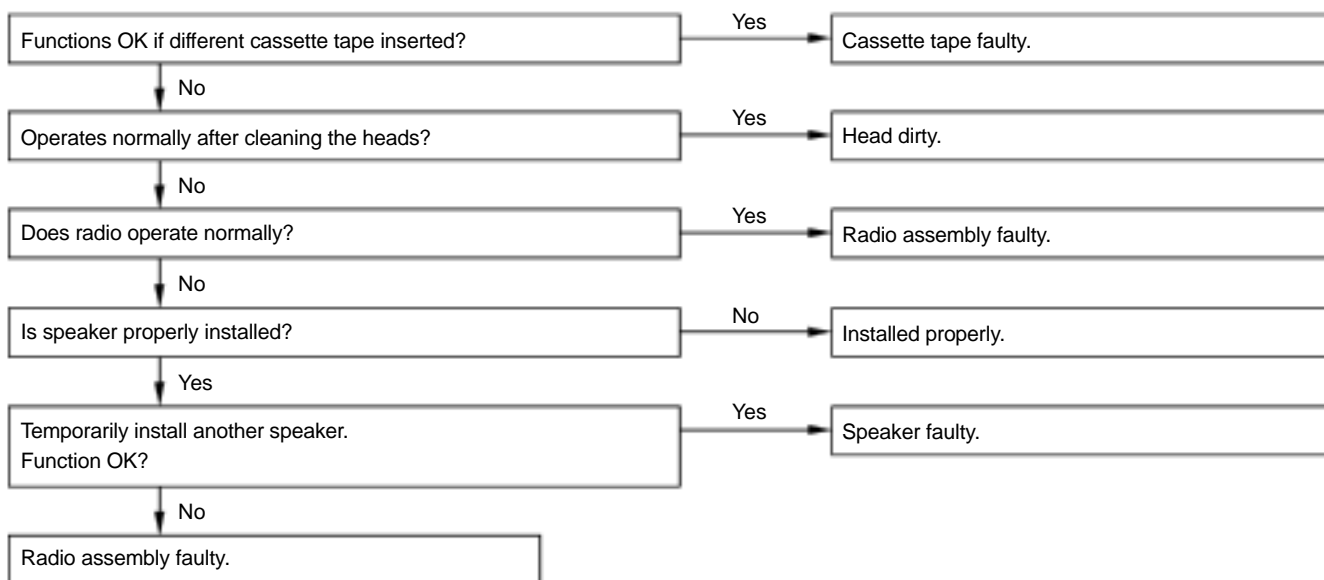 Functions OK if different cassette tape inserted?
Yes
Cassette tape faulty.
No
Operates normally after cleaning the heads?
Yes
Head dirty.
No
Does radio operate normally?
Yes
Radio assembly faulty.
No
Is speaker properly installed?
No
Installed properly.
Yes
Temporarily install another speaker.
Function OK?
Yes
Speaker faulty.
No
Radio assembly faulty.